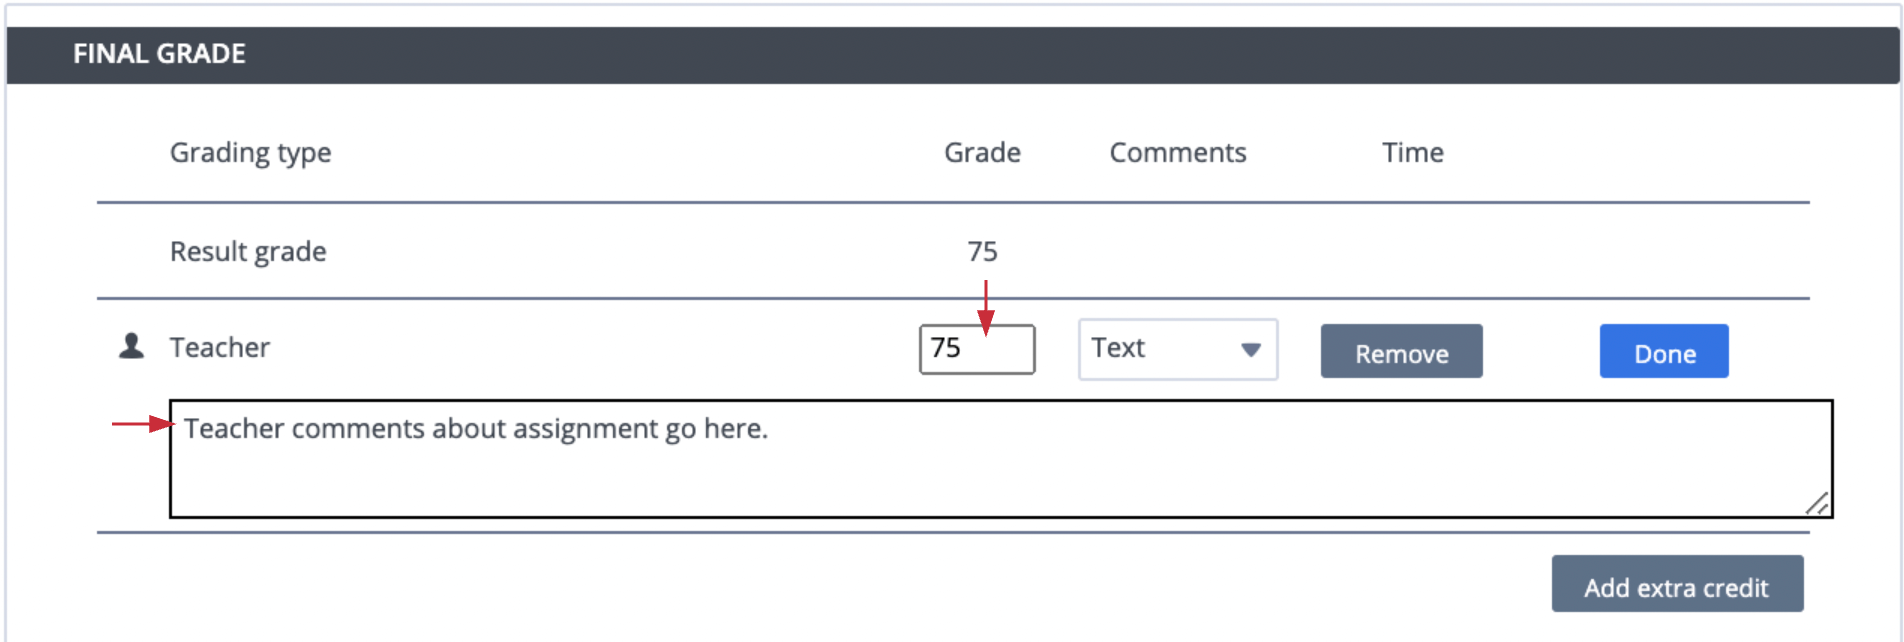 FINAL GRADE
Grading type Grade Comments Time
Result grade 75
Teacher 75 Text Remove Done
Teacher comments about assignment go here.
Add extra credit